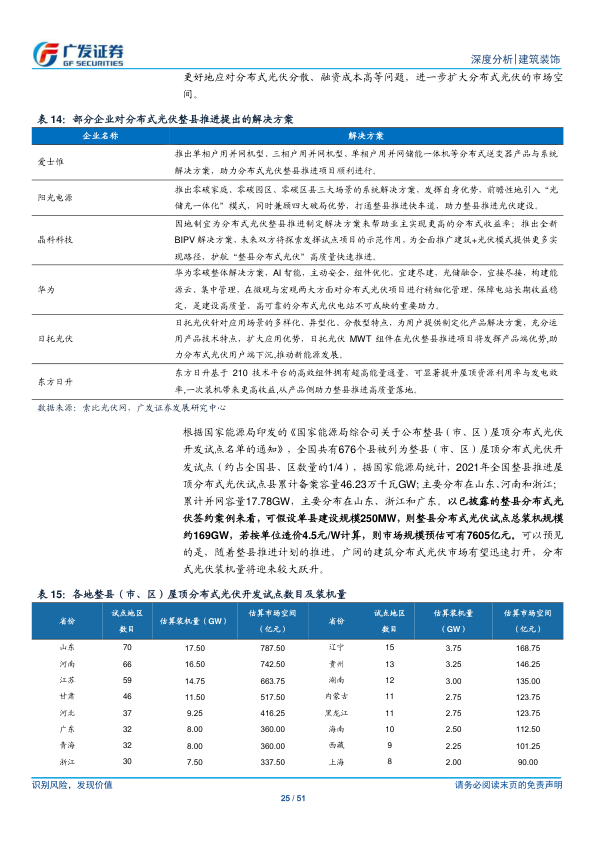 广发证券
GF SECURITIES
深度分析|建筑装饰
更好地应对分布式光伏分散、融资成本高等问题，进一步扩大分布式光伏的市场空
间。
表 14：部分企业对分布式光伏整县推进提出的解决方案
企业名称 解决方案
爱士惟 推出单相户用并网机型、三相户用并网机型、单相户用并网储能一体机等分布式逆变器产品与系统
解决方案，助力分布式光伏整县推进项目顺利进行。
阳光电源 推出零碳家庭、零碳园区、零碳区县三大场景的系统解决方案，发挥自身优势，前瞻性地引入“光
储充一体化”模式，同时兼顾四大破局优势，打通整县推进快车道，助力整县推进光伏建设。
晶科科技 因地制宜为分布式光伏整县推进制定解决方案来帮助业主实现更高的分布式收益率；推出全新
BIPV 解决方案，未来双方将探索发挥试点项目的示范作用，为全面推广建筑+光伏模式提供更多实
现路径，护航“整县分布式光伏”高质量快速推进。
华为 华为零碳整体解决方案，AI 智能，主动安全，组件优化，宜建尽建，光储融合，宜接尽接，构建能
源云，集中管理，在微观与宏观两大方面对分布式光伏项目进行精细化管理，保障电站长期收益稳
定，是建设高质量、高可靠的分布式光伏电站不可或缺的重要助力。
日托光伏 日托光伏针对应用场景的多样化、异型化、分散型特点，为用户提供制定化产品解决方案，充分运
用产品技术特点，扩大应用优势，日托光伏 MWT 组件在光伏整县推进项目将发挥产品端优势,助
力分布式光伏用户端下沉,推动新能源发展。
东方日升 东方日升基于 210 技术平台的高效组件拥有超高能量通量、可显著提升屋顶资源利用率与发电效
率,一次装机带来更高收益,从产品侧助力整县推进高质量落地。
数据来源：索比光伏网，广发证券发展研究中心
根据国家能源局印发的《国家能源局综合司关于公布整县（市、区）屋顶分布式光伏
开发试点名单的通知》，全国共有676个县被列为整县（市、区）屋顶分布式光伏开
发试点（约占全国县、区数量的1/4），据国家能源局统计，2021年全国整县推进屋
顶分布式光伏试点县累计备案容量46.23万千瓦GW; 主要分布在山东、河南和浙江；
累计并网容量17.78GW，主要分布在山东、浙江和广东。以已披露的整县分布式光
伏签约案例来看，可假设单县建设规模250MW，则整县分布式光伏试点总装机规模
约169GW，若按单位造价4.5元/W计算，则市场规模预估可有7605亿元。可以预见
的是，随着整县推进计划的推进，广阔的建筑分布式光伏市场有望迅速打开，分布
式光伏装机量将迎来较大跃升。
表 15：各地整县（市、区）屋顶分布式光伏开发试点数目及装机量
省份 试点地区数目 估算装机量（GW） 估算市场空间（亿元） 省份 试点地区数目 估算装机量（GW） 估算市场空间（亿元）
山东 70 17.50 787.50 辽宁 15 3.75 168.75
河南 66 16.50 742.50 贵州 13 3.25 146.25
江苏 59 14.75 663.75 湖南 12 3.00 135.00
甘肃 46 11.50 517.50 内蒙古 11 2.75 123.75
河北 37 9.25 416.25 黑龙江 11 2.75 123.75
广东 32 8.00 360.00 海南 10 2.50 112.50
青海 32 8.00 360.00 西藏 9 2.25 101.25
浙江 30 7.50 337.50 上海 8 2.00 90.00
识别风险，发现价值 请务必阅读末页的免责声明
25 / 51